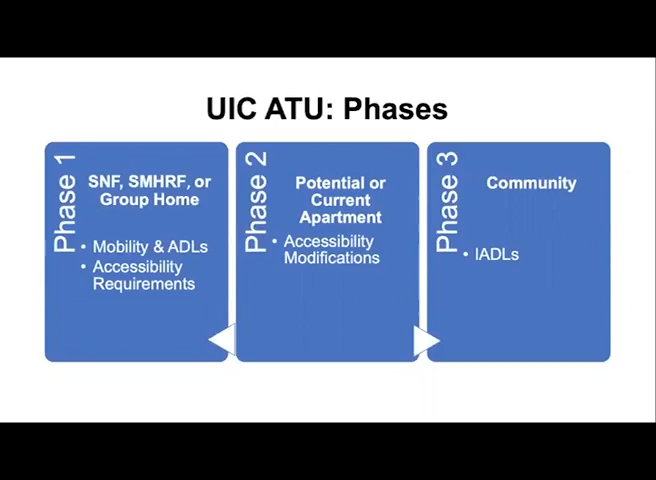 UIC ATU: Phases
Phase 1
SNF, SMHRF, or
Group Home
• Mobility & ADLs
• Accessibility
Requirements
Phase 2
Potential or
Current
Apartment
• Accessibility
Modifications
Phase 3
Community
• IADLs